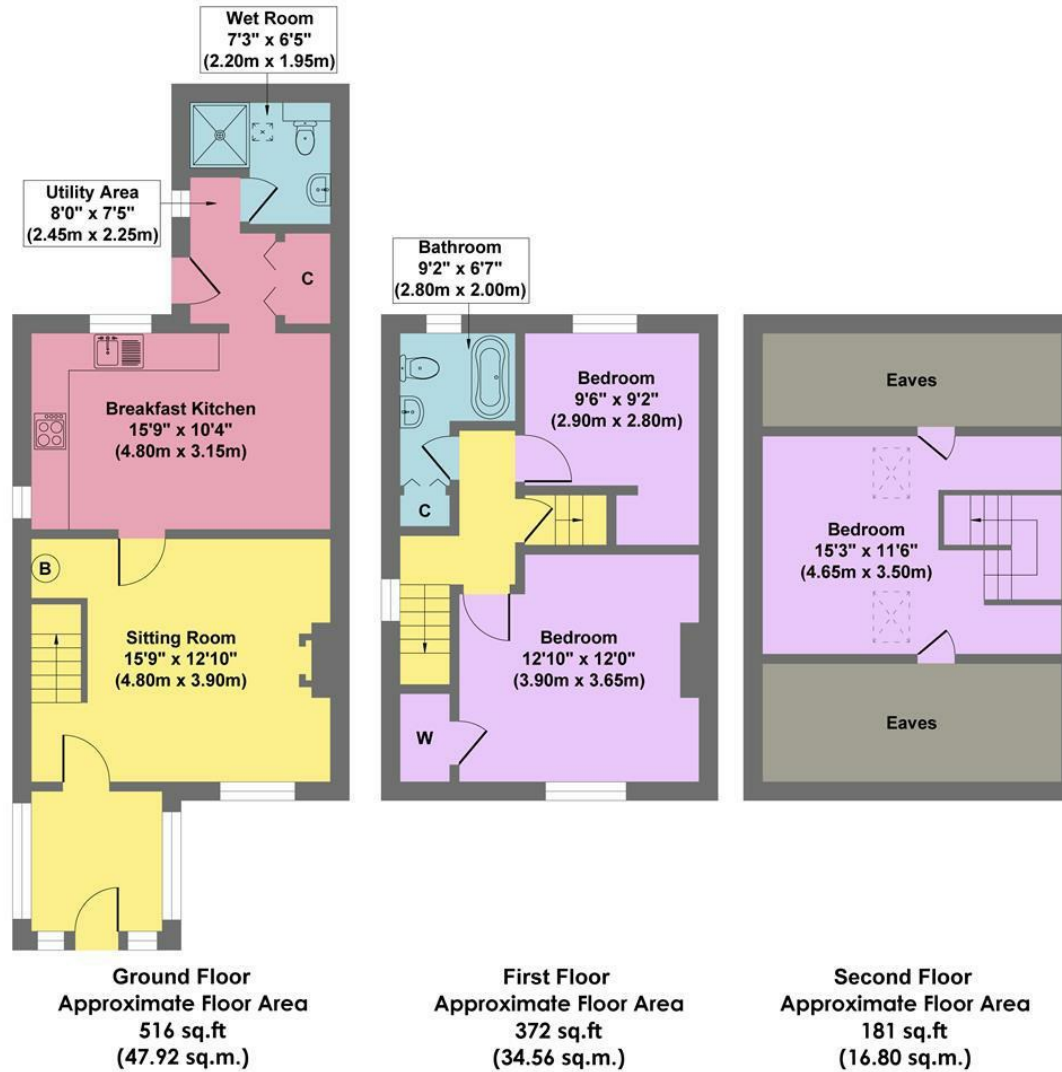 Wet Room
7'3" x 6'5"
(2.20m x 1.95m)
Utility Area
8'0" x 7'5"
(2.45m x 2.25m)
C
Breakfast Kitchen
15'9" x 10'4"
(4.80m x 3.15m)
B
Sitting Room
15'9" x 12'10"
(4.80m x 3.90m)
Ground Floor
Approximate Floor Area
516 sq.ft
(47.92 sq.m.)
Bathroom
9'2" x 6'7"
(2.80m x 2.00m)
Bedroom
9'6" x 9'2"
(2.90m x 2.80m)
C
Bedroom
12'10" x 12'0"
(3.90m x 3.65m)
W
First Floor
Approximate Floor Area
372 sq.ft
(34.56 sq.m.)
Eaves
Bedroom
15'3" x 11'6"
(4.65m x 3.50m)
Eaves
Second Floor
Approximate Floor Area
181 sq.ft
(16.80 sq.m.)